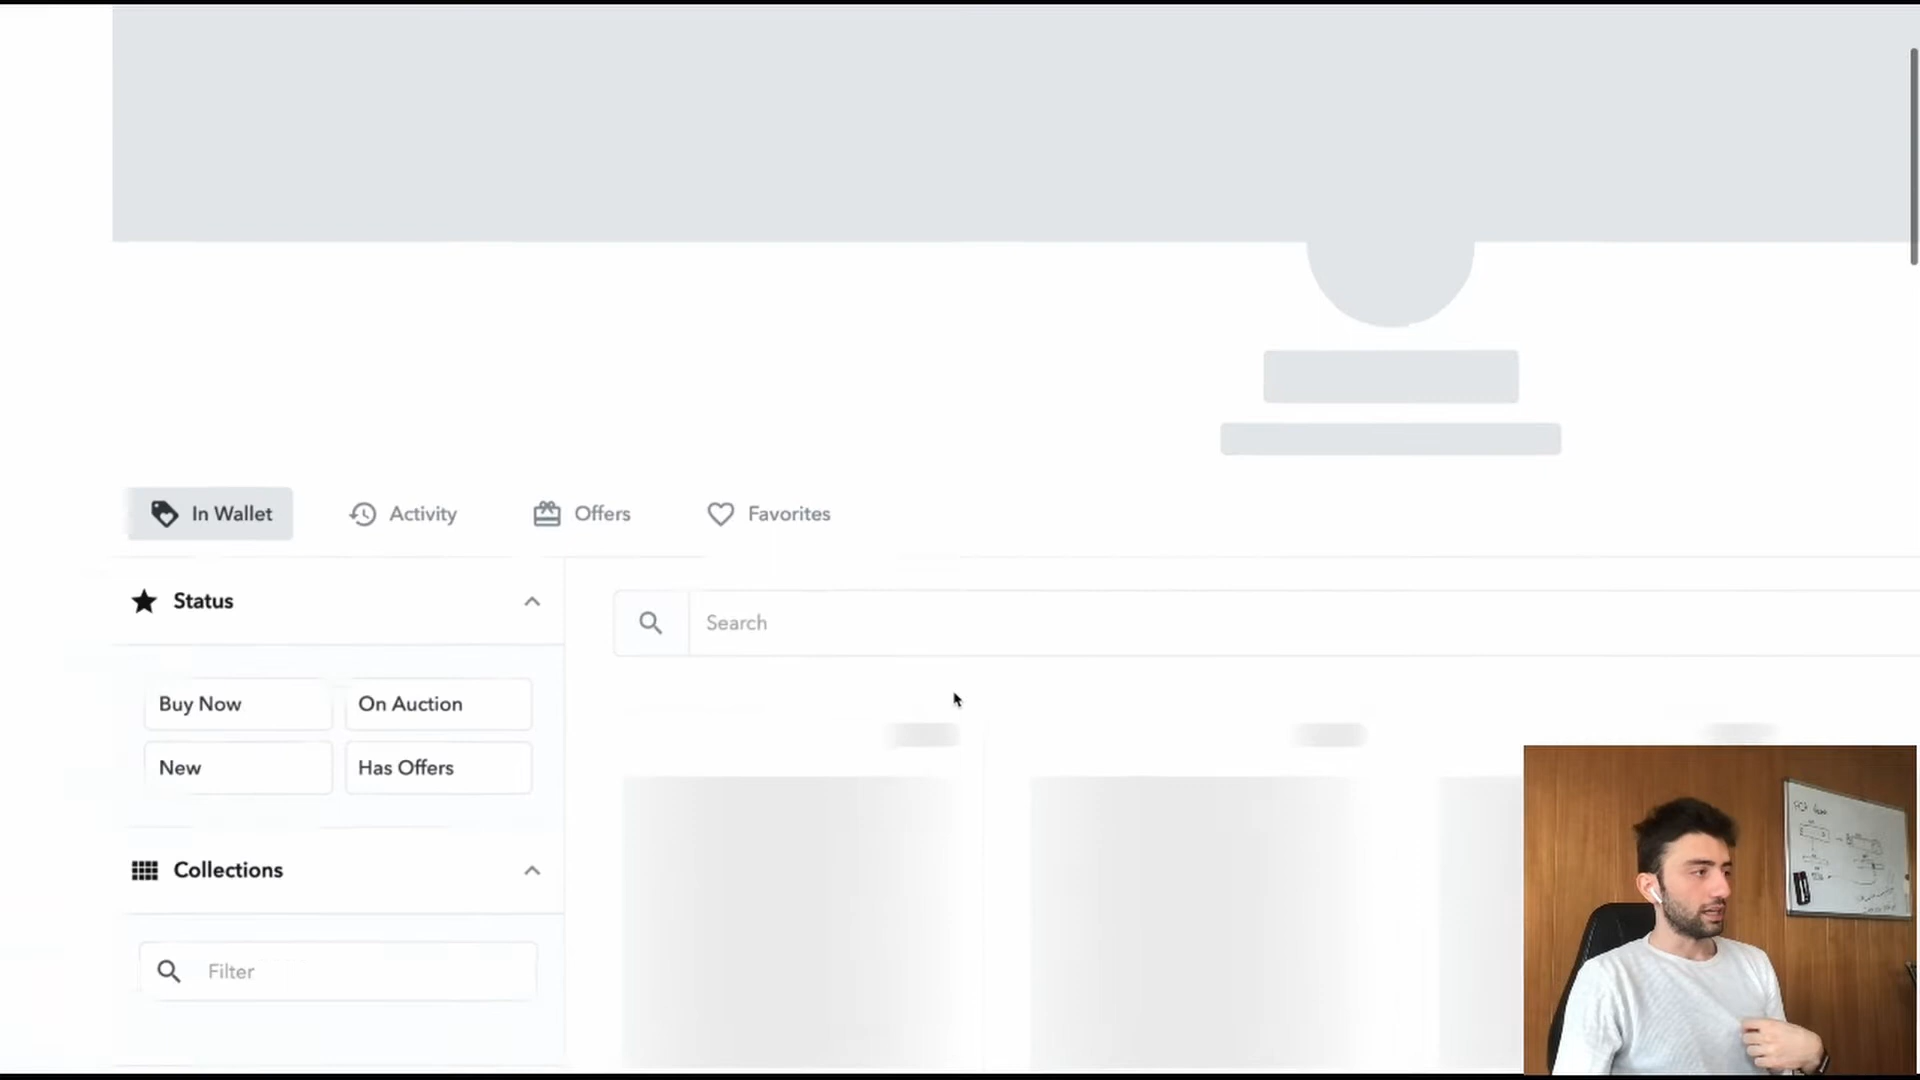 In Wallet
Activity
Offers
Favorites
Status
Search
Buy Now
On Auction
New
Has Offers
Collections
Filter